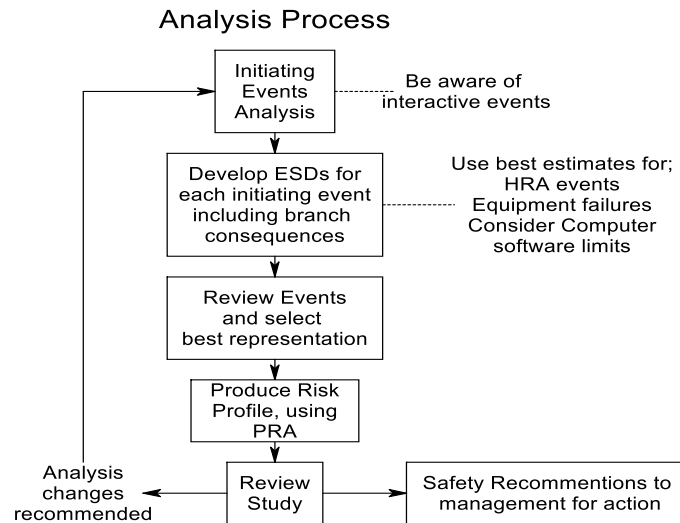 Analysis Process
Initiating
Events
Analysis
Be aware of
interactive events
Develop ESDs for
each initiating event
including branch
consequences
Use best estimates for;
HRA events
Equipment failures
Consider Computer
software limits
Review Events
and select
best representation
Produce Risk
Profile, using
PRA
Analysis
changes
recommended
Review
Study
Safety Recommentions to
management for action